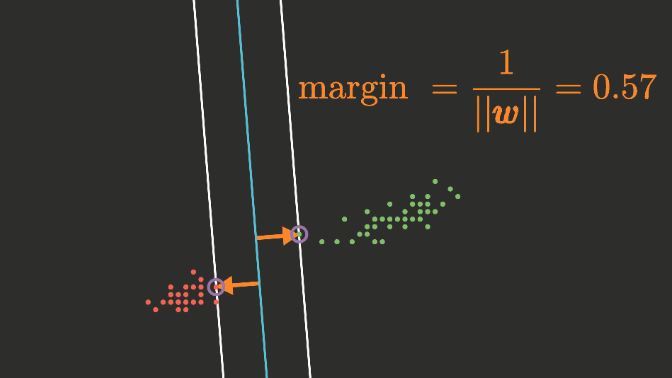 margin = 1 / ||w|| = 0.57